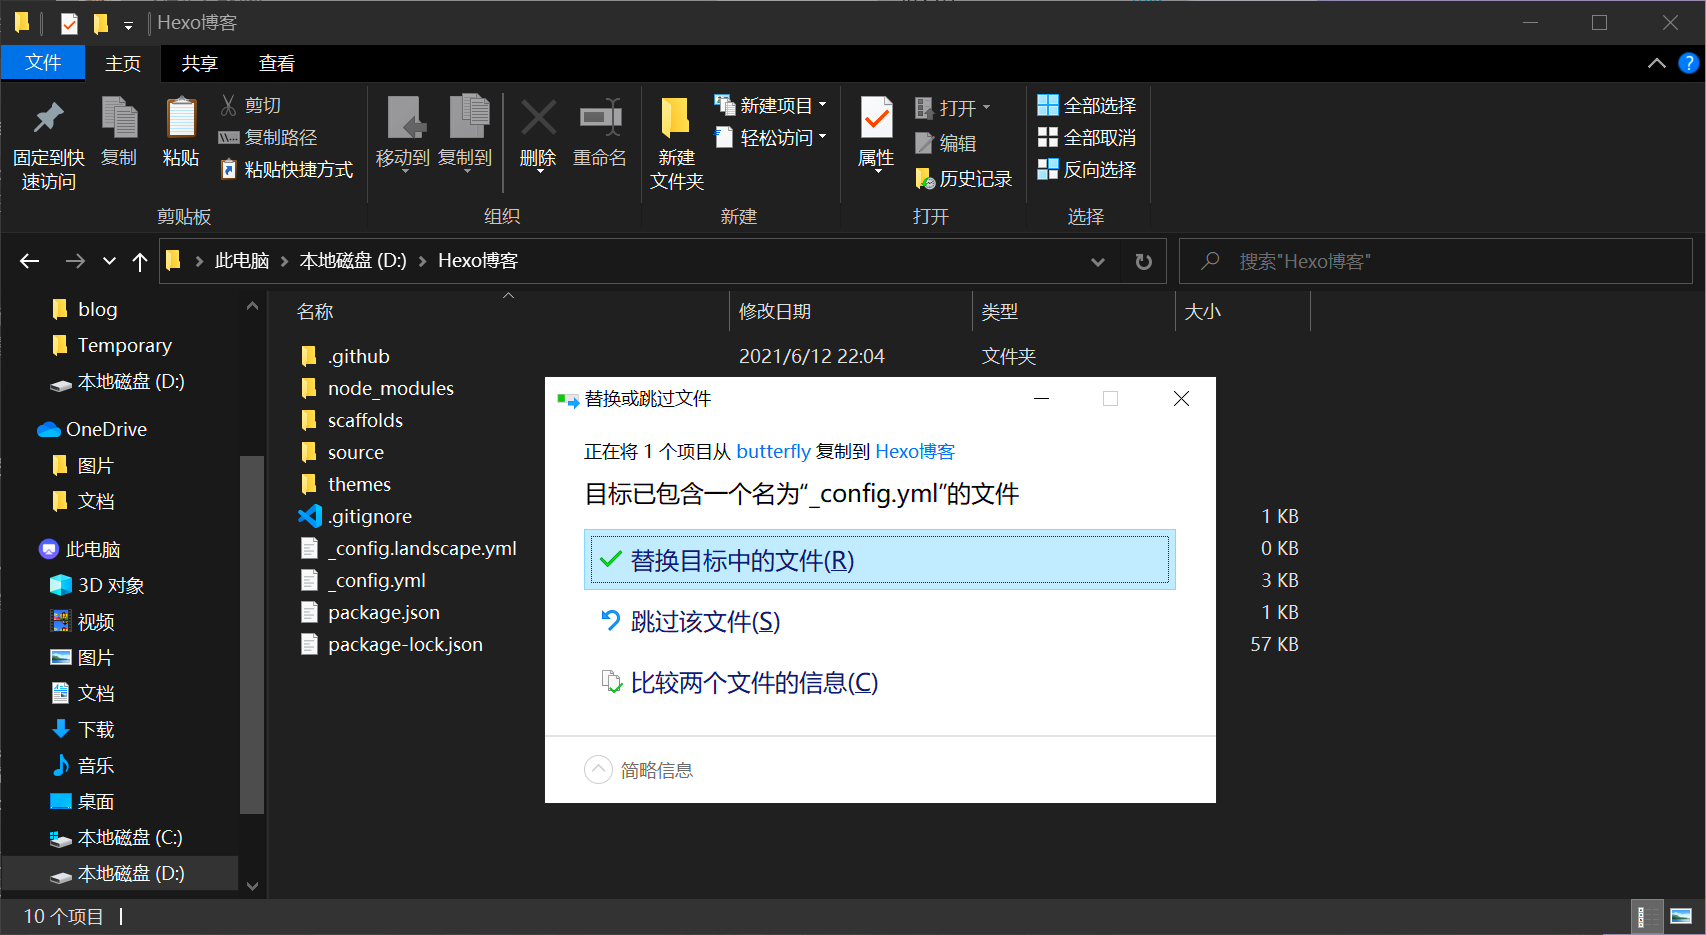 Hexo博客
文件 主页 共享 查看
固定到快速访问
复制
粘贴
剪切
复制路径
粘贴快捷方式
剪贴板
移动到
复制到
删除
重命名
组织
新建
文件夹
新建项目
轻松访问
新建
属性
打开
编辑
历史记录
打开
全部选择
全部取消
反向选择
选择
此电脑 本地磁盘 (D:) Hexo博客
搜索"Hexo博客"
blog
Temporary
本地磁盘 (D:)
OneDrive
图片
文档
此电脑
3D 对象
视频
图片
文档
下载
音乐
桌面
本地磁盘 (C:)
本地磁盘 (D:)
名称 修改日期 类型 大小
.github 2021/6/12 22:04 文件夹
node_modules
scaffolds
source
themes
.gitignore 1 KB
_config.landscape.yml 0 KB
_config.yml 3 KB
package.json 1 KB
package-lock.json 57 KB
替换或跳过文件
正在将 1 个项目从 butterfly 复制到 Hexo博客
目标已包含一个名为“_config.yml”的文件
替换目标中的文件(R)
跳过该文件(S)
比较两个文件的信息(C)
简略信息
10 个项目